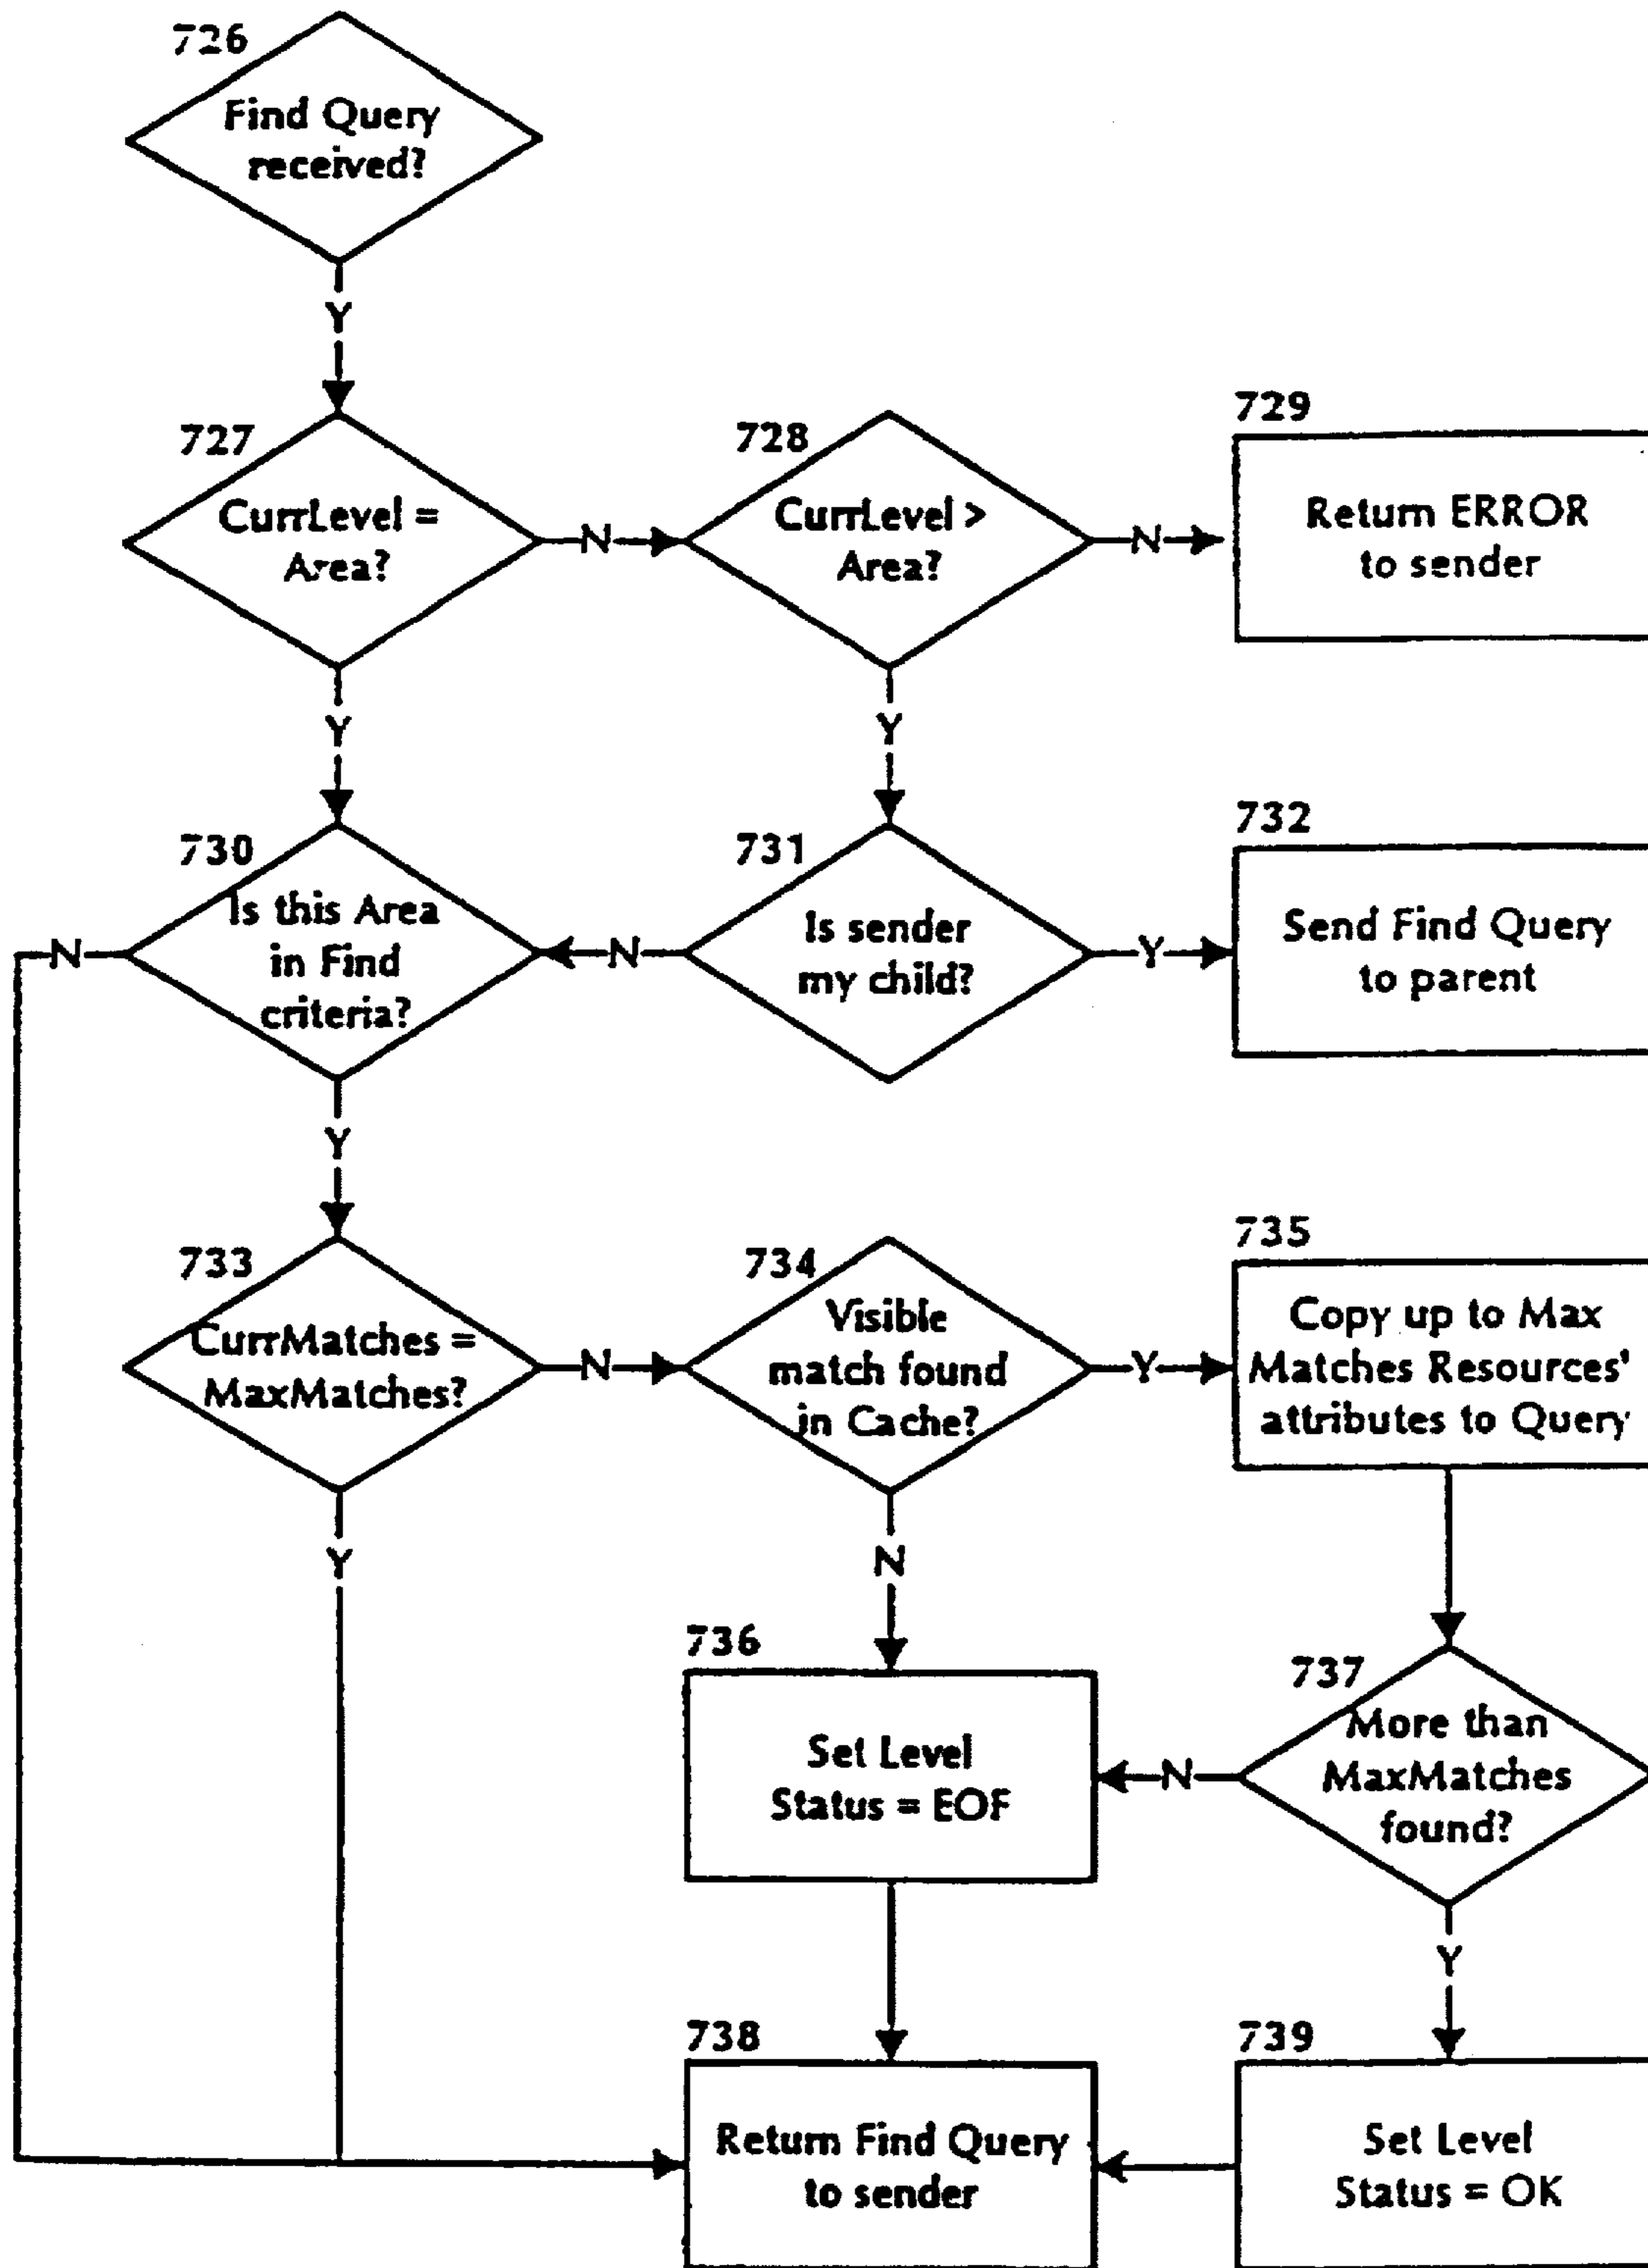 726
Find Query
received?
Y
727
CurrLevel =
Area?
N
728
CurrLevel >
Area?
N
729
Return ERROR
to sender
Y
Y
730
Is this Area
in Find
criteria?
N
N
731
Is sender
my child?
Y
732
Send Find Query
to parent
Y
733
CurrMatches =
MaxMatches?
N
734
Visible
match found
in Cache?
Y
735
Copy up to Max
Matches Resources'
attributes to Query
Y
N
736
Set Level
Status = EOF
N
737
More than
MaxMatches
found?
Y
738
Return Find Query
to sender
739
Set Level
Status = OK